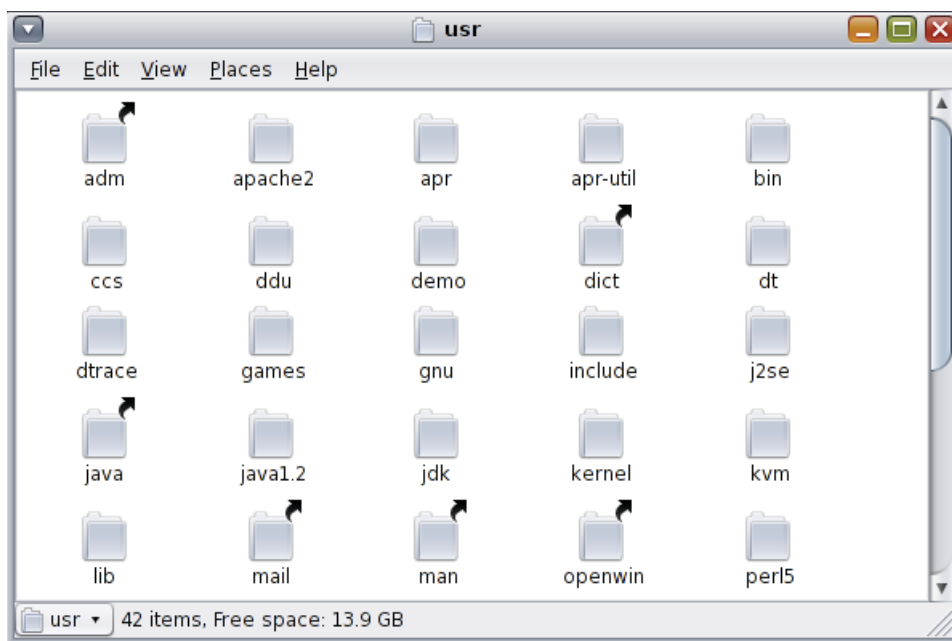 usr
File Edit View Places Help
adm apache2 apr apr-util bin
ccs ddu demo dict dt
dtrace games gnu include j2se
java java1.2 jdk kernel kvm
lib mail man openwin perl5
usr 42 items, Free space: 13.9 GB